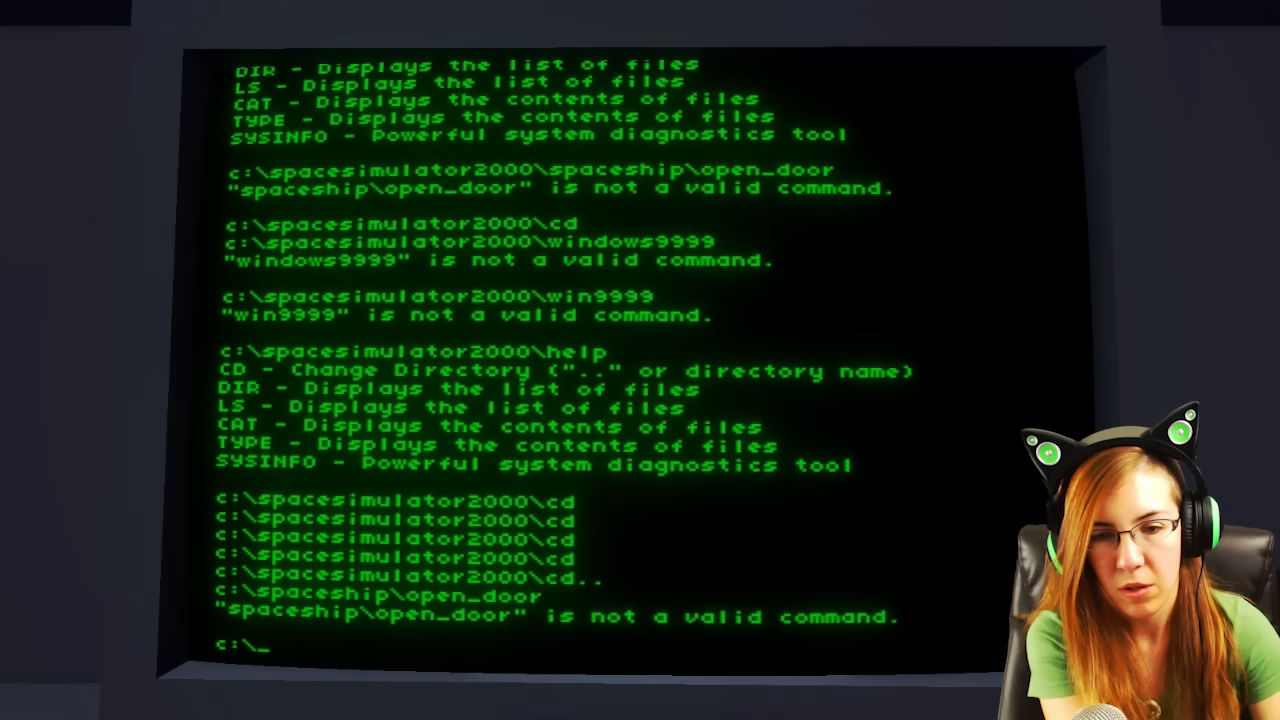 DIR - Displays the list of files
LS - Displays the list of files
CAT - Displays the contents of files
TYPE - Displays the contents of files
SYSINFO - Powerful system diagnostics tool
c:\spacesimulator2000\spaceship\open_door
"spaceship\open_door" is not a valid command.
c:\spacesimulator2000\cd
c:\spacesimulator2000\windows9999
"windows9999" is not a valid command.
c:\spacesimulator2000\win9999
"win9999" is not a valid command.
c:\spacesimulator2000\help
CD - Change Directory (".." or directory name)
DIR - Displays the list of files
LS - Displays the list of files
CAT - Displays the contents of files
TYPE - Displays the contents of files
SYSINFO - Powerful system diagnostics tool
c:\spacesimulator2000\cd
c:\spacesimulator2000\cd
c:\spacesimulator2000\cd
c:\spacesimulator2000\cd
c:\spacesimulator2000\cd..
c:\spaceship\open_door
"spaceship\open_door" is not a valid command.
c:\_